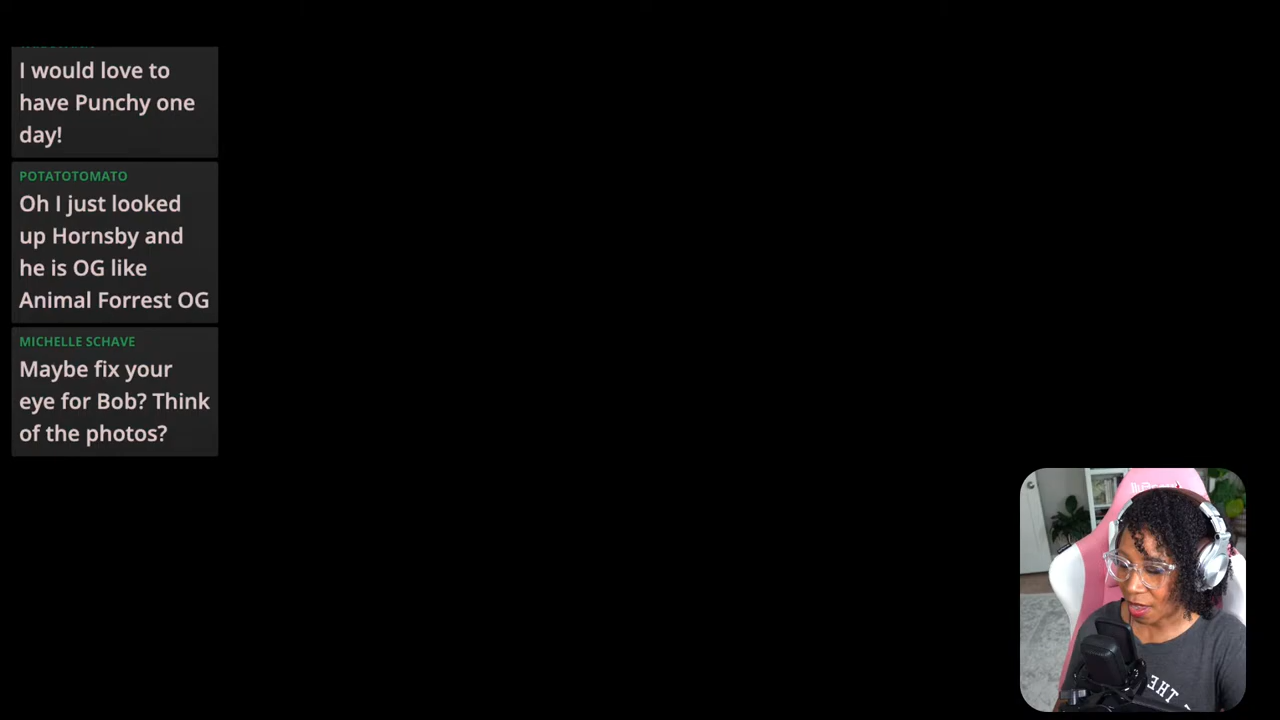 I would love to
have Punchy one
day!
POTATOTOMATO
Oh I just looked
up Hornsby and
he is OG like
Animal Forrest OG
MICHELLE SCHAVE
Maybe fix your
eye for Bob? Think
of the photos?
THE